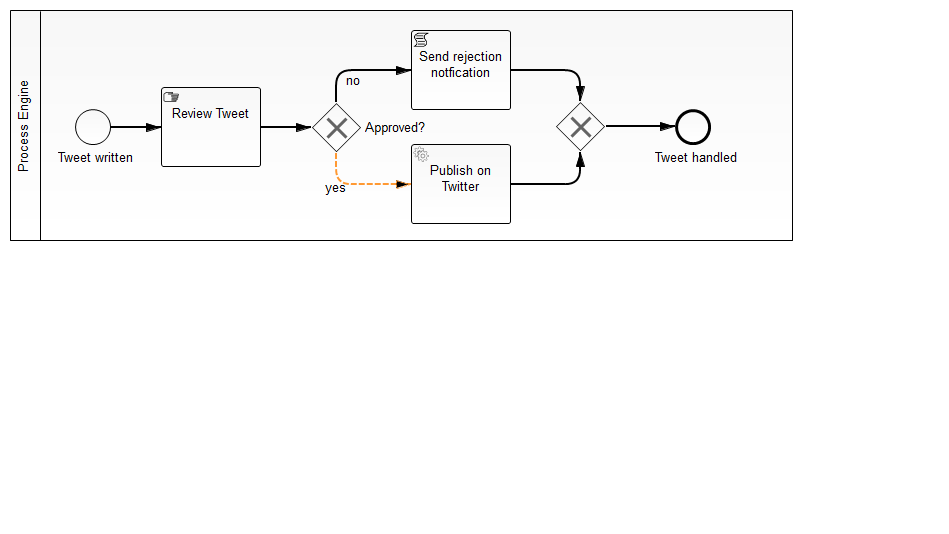 Process Engine
Tweet written
Review Tweet
Approved?
no
yes
Send rejection
notfication
Publish on
Twitter
Tweet handled